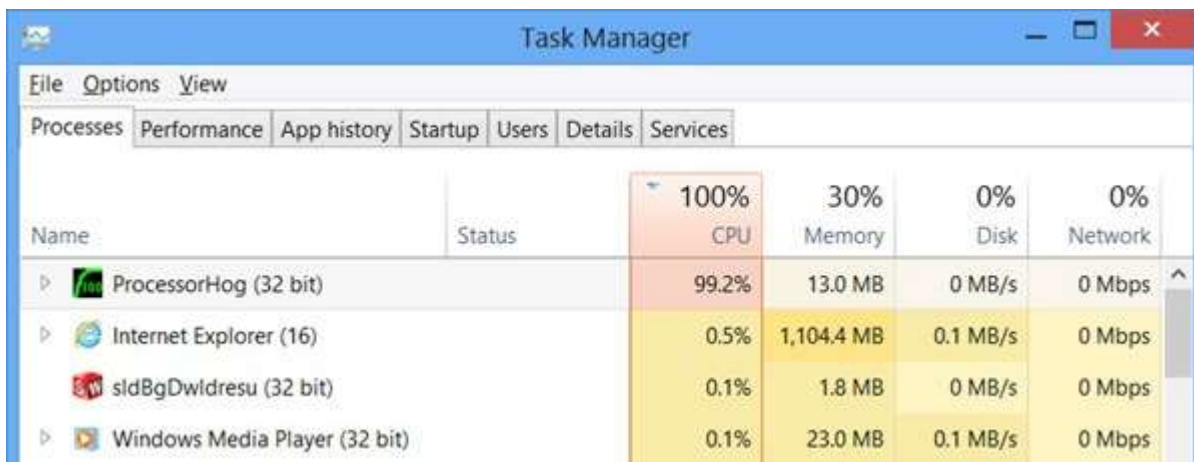 Task Manager
File Options View
Processes Performance App history Startup Users Details Services
100% 30% 0% 0%
Name Status CPU Memory Disk Network
ProcessorHog (32 bit) 99.2% 13.0 MB 0 MB/s 0 Mbps
Internet Explorer (16) 0.5% 1,104.4 MB 0.1 MB/s 0 Mbps
sldBgDwldresu (32 bit) 0.1% 1.8 MB 0 MB/s 0 Mbps
Windows Media Player (32 bit) 0.1% 23.0 MB 0.1 MB/s 0 Mbps